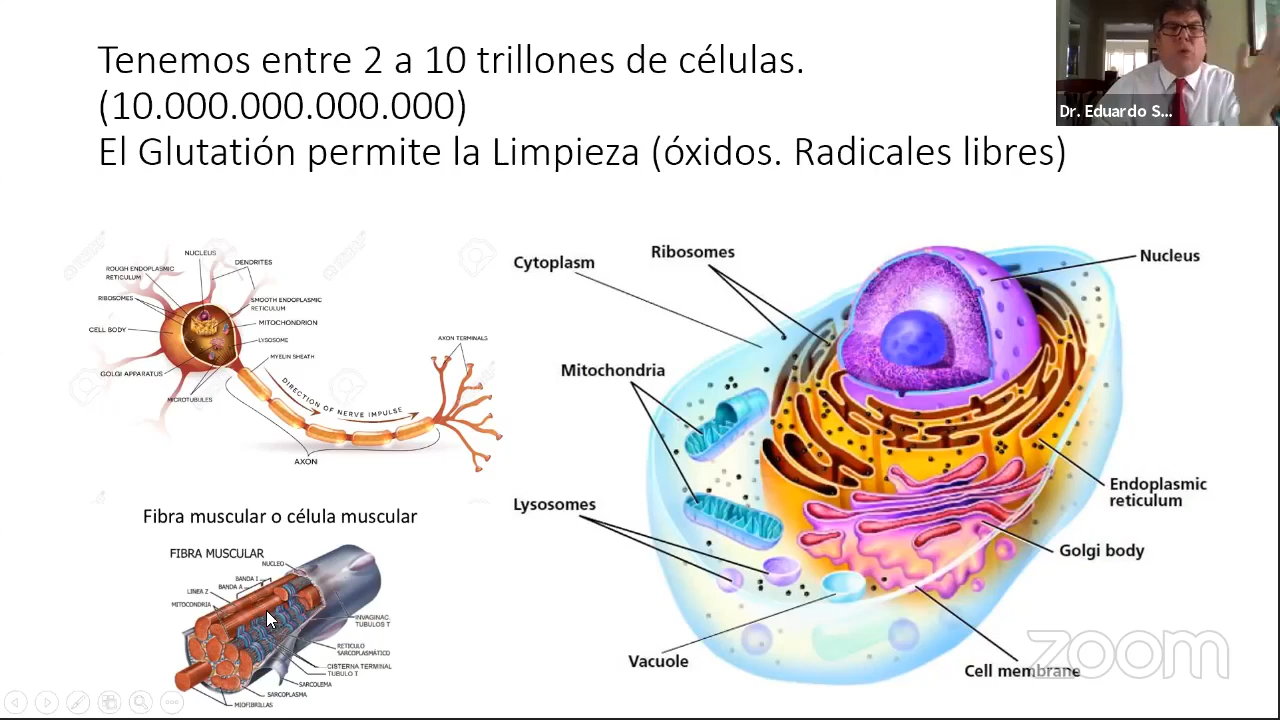 Tenemos entre 2 a 10 trillones de células.
(10.000.000.000.000)
El Glutatión permite la Limpieza (óxidos. Radicales libres)
Dr. Eduardo S...
NUCLEUS
DENDRITES
ROUGH ENDOPLASMIC
RETICULUM
RIBOSOMES
SMOOTH ENDOPLASMIC
RETICULUM
MITOCHONDRION
CELL BODY
LYSOSOME
MYELIN SHEATH
GOLGI APPARATUS
MICROTUBULES
AXON TERMINALS
DIRECTION OF NERVE IMPULSE
AXON
Fibra muscular o célula muscular
FIBRA MUSCULAR
NUCLEO
BANDA I
BANDA A
LINEA Z
MITOCONDRIA
INVAGINAC.
TUBULOS T
RETICULO
SARCOPLASMÁTICO
CISTERNA TERMINAL
TUBULO T
SARCOLEMA
SARCOPLASMA
MIOFIBRILLAS
Cytoplasm
Ribosomes
Nucleus
Mitochondria
Lysosomes
Endoplasmic
reticulum
Golgi body
Vacuole
Cell membrane
zoom